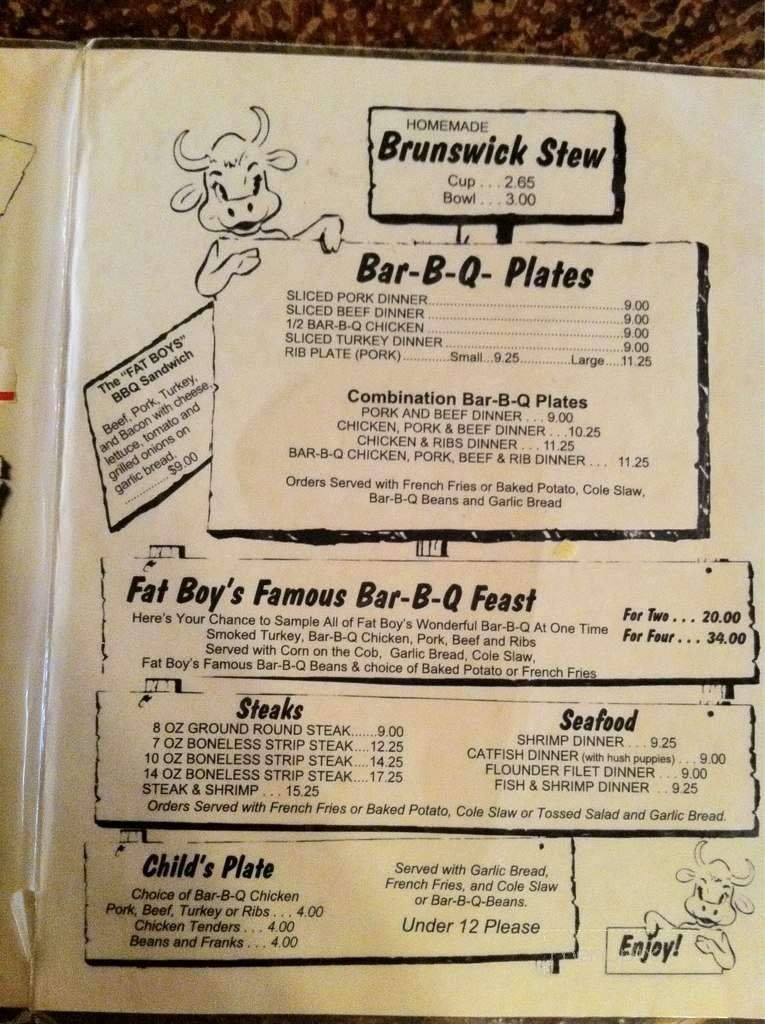 HOMEMADE
Brunswick Stew
Cup . . . 2.65
Bowl . . . 3.00
Bar-B-Q- Plates
SLICED PORK DINNER...........................................9.00
SLICED BEEF DINNER...........................................9.00
1/2 BAR-B-Q CHICKEN...........................................9.00
SLICED TURKEY DINNER.........................................9.00
RIB PLATE (PORK)...........Small...9.25..............Large....11.25
Combination Bar-B-Q Plates
PORK AND BEEF DINNER . . . 9.00
CHICKEN, PORK & BEEF DINNER . . .10.25
CHICKEN & RIBS DINNER . . . 11.25
BAR-B-Q CHICKEN, PORK, BEEF & RIB DINNER . . . 11.25
Orders Served with French Fries or Baked Potato, Cole Slaw,
Bar-B-Q Beans and Garlic Bread
The "FAT BOYS"
BBQ Sandwich
Beef, Pork, Turkey,
and Bacon with cheese,
lettuce, tomato and
grilled onions on
garlic bread.
............. $9.00
Fat Boy's Famous Bar-B-Q Feast
Here's Your Chance to Sample All of Fat Boy's Wonderful Bar-B-Q At One Time
Smoked Turkey, Bar-B-Q Chicken, Pork, Beef and Ribs
Served with Corn on the Cob, Garlic Bread, Cole Slaw,
Fat Boy's Famous Bar-B-Q Beans & choice of Baked Potato or French Fries
For Two . . . 20.00
For Four . . . 34.00
Steaks
8 OZ GROUND ROUND STEAK.......9.00
7 OZ BONELESS STRIP STEAK....12.25
10 OZ BONELESS STRIP STEAK....14.25
14 OZ BONELESS STRIP STEAK....17.25
STEAK & SHRIMP . . . 15.25
Seafood
SHRIMP DINNER . . . 9.25
CATFISH DINNER (with hush puppies) . . . 9.00
FLOUNDER FILET DINNER . . . 9.00
FISH & SHRIMP DINNER . . 9.25
Orders Served with French Fries or Baked Potato, Cole Slaw or Tossed Salad and Garlic Bread.
Child's Plate
Choice of Bar-B-Q Chicken
Pork, Beef, Turkey or Ribs . . . 4.00
Chicken Tenders . . . 4.00
Beans and Franks . . . 4.00
Served with Garlic Bread,
French Fries, and Cole Slaw
or Bar-B-Q-Beans.
Under 12 Please
Enjoy!